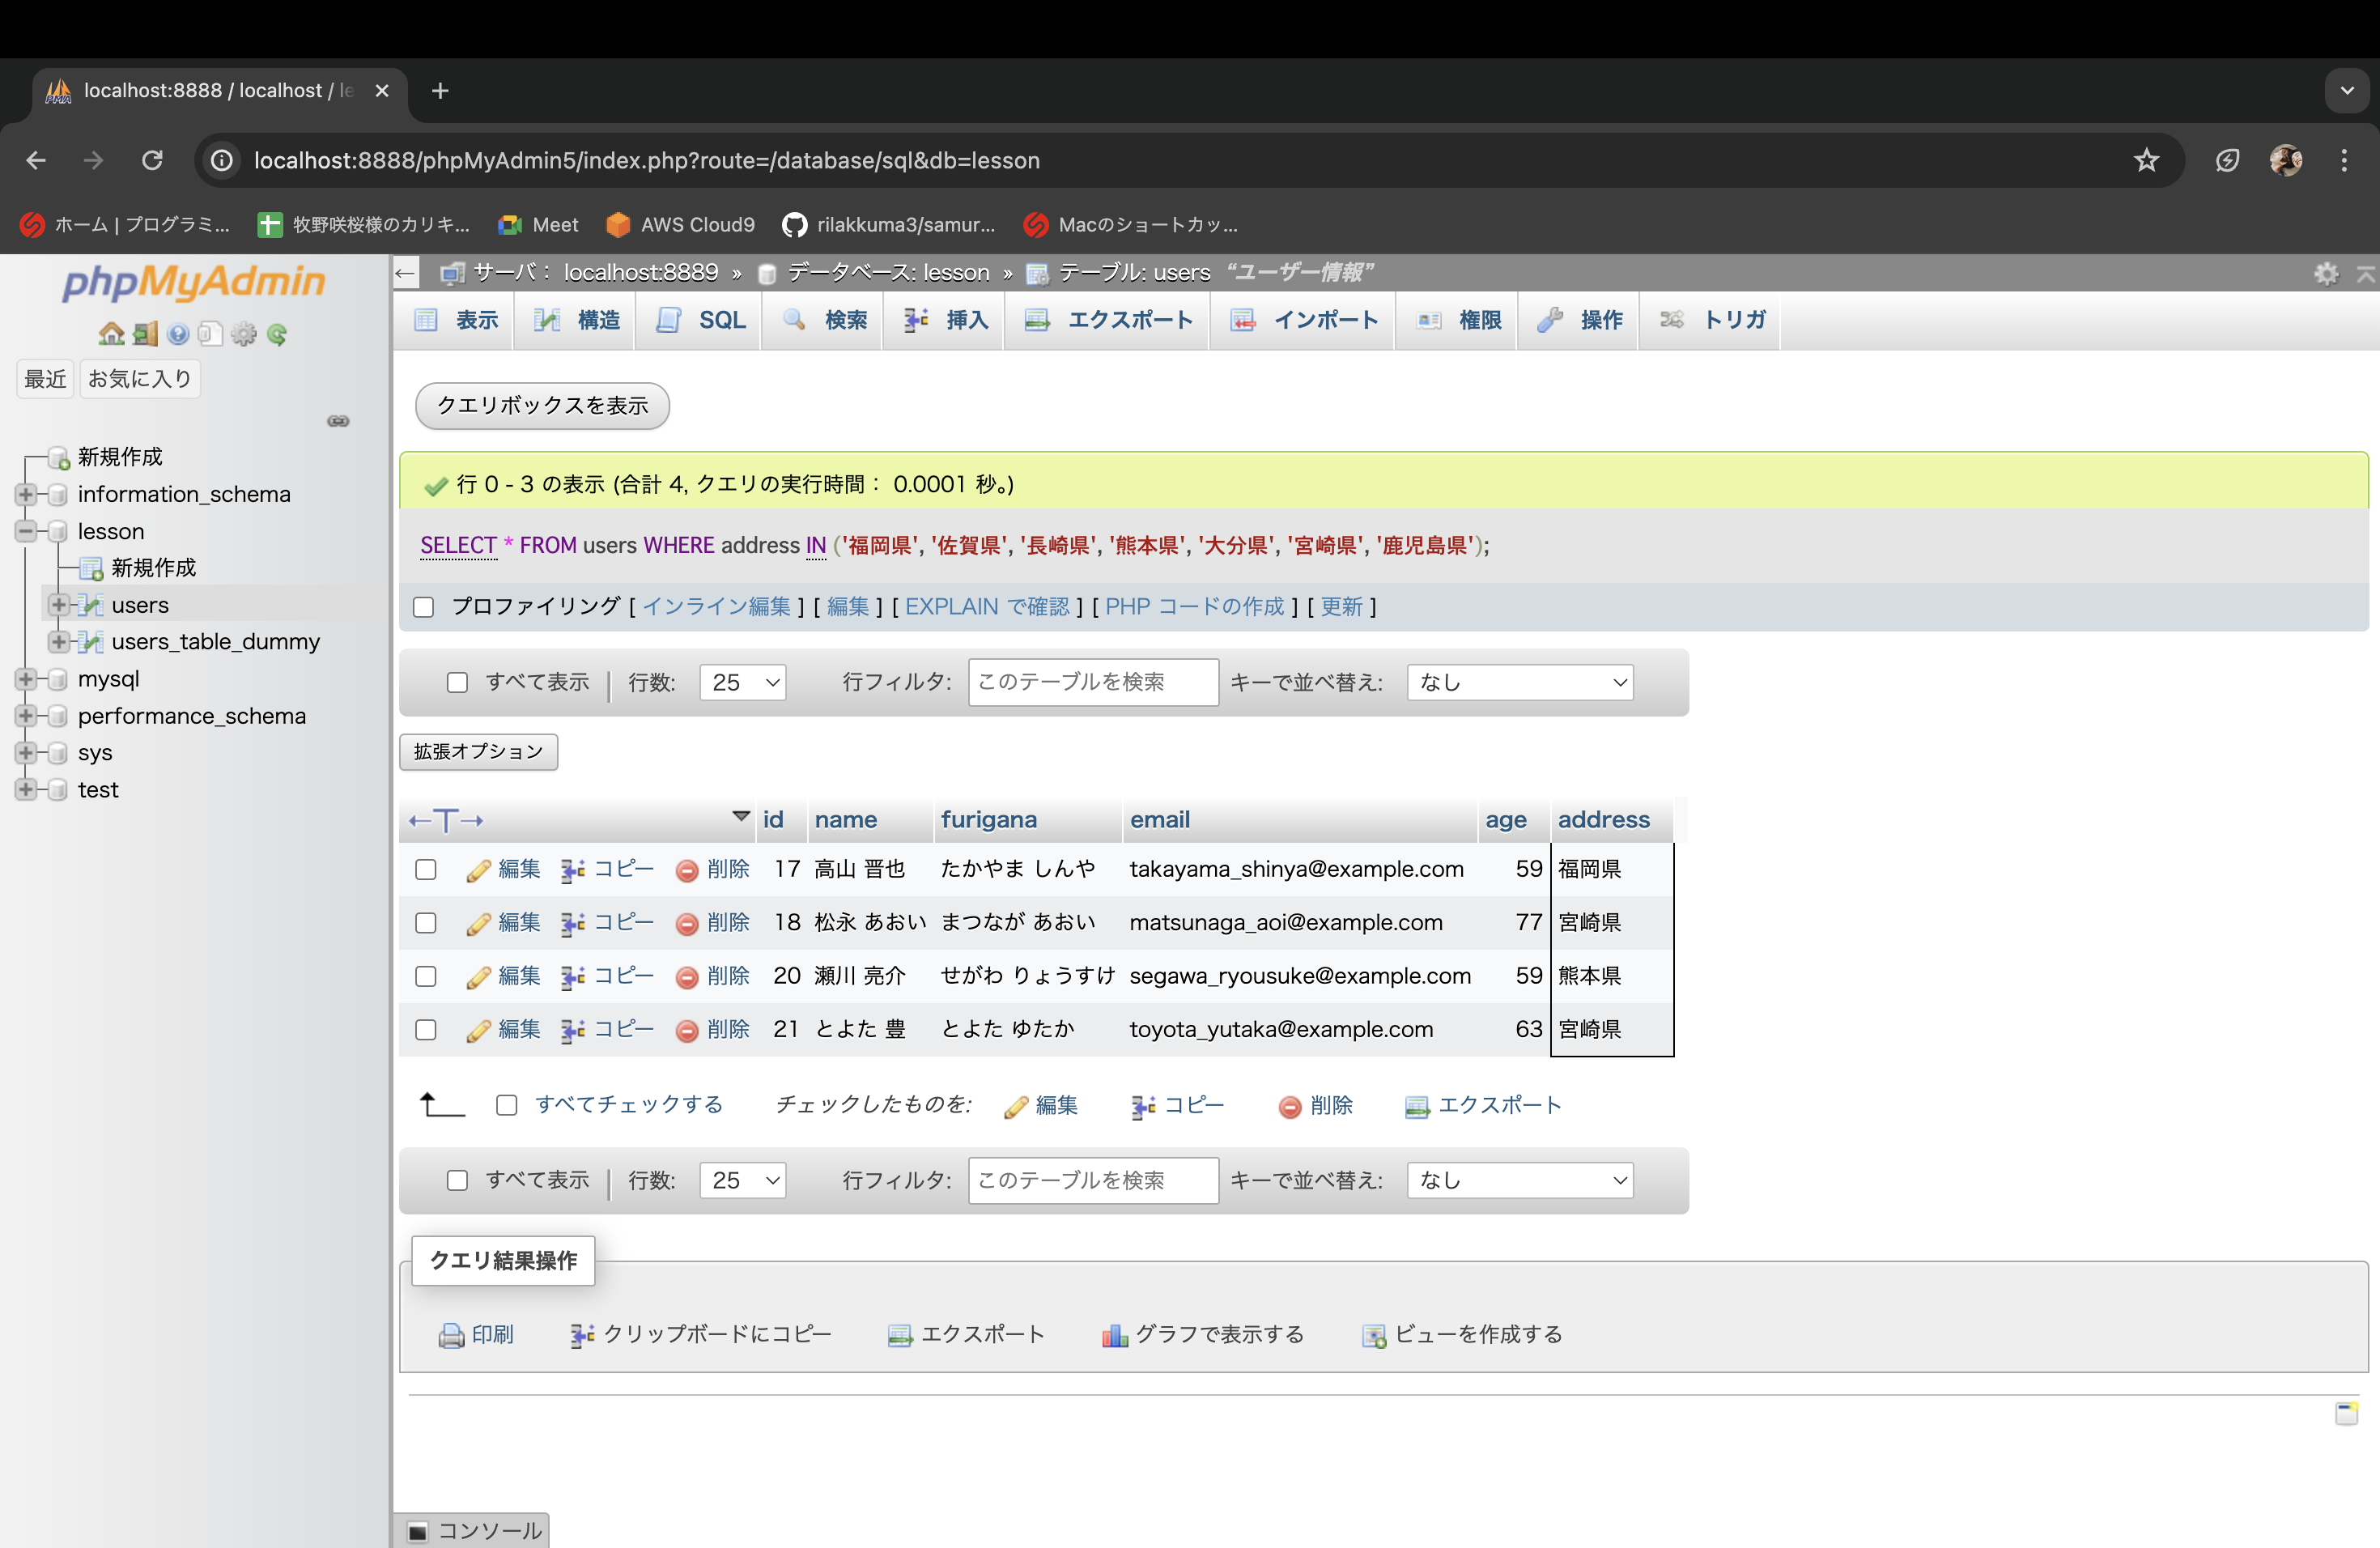 localhost:8888 / localhost / le
localhost:8888/phpMyAdmin5/index.php?route=/database/sql&db=lesson
ホーム | プログラミ... 牧野咲桜様のカリキ... Meet AWS Cloud9 rilakkuma3/samur... Macのショートカッ...
phpMyAdmin
最近 お気に入り
新規作成
information_schema
lesson
新規作成
users
users_table_dummy
mysql
performance_schema
sys
test
サーバ: localhost:8889 » データベース: lesson » テーブル: users “ユーザー情報”
表示 構造 SQL 検索 挿入 エクスポート インポート 権限 操作 トリガ
クエリボックスを表示
行 0 - 3 の表示 (合計 4, クエリの実行時間: 0.0001 秒。)
SELECT * FROM users WHERE address IN ('福岡県', '佐賀県', '長崎県', '熊本県', '大分県', '宮崎県', '鹿児島県');
プロファイリング [ インライン編集 ] [ 編集 ] [ EXPLAIN で確認 ] [ PHP コードの作成 ] [ 更新 ]
すべて表示 | 行数: 25 行フィルタ: このテーブルを検索 キーで並べ替え: なし
拡張オプション
←T→ id name furigana email age address
編集 コピー 削除 17 高山 晋也 たかやま しんや takayama_shinya@example.com 59 福岡県
編集 コピー 削除 18 松永 あおい まつなが あおい matsunaga_aoi@example.com 77 宮崎県
編集 コピー 削除 20 瀬川 亮介 せがわ りょうすけ segawa_ryousuke@example.com 59 熊本県
編集 コピー 削除 21 とよた 豊 とよた ゆたか toyota_yutaka@example.com 63 宮崎県
すべてチェックする チェックしたものを: 編集 コピー 削除 エクスポート
すべて表示 | 行数: 25 行フィルタ: このテーブルを検索 キーで並べ替え: なし
クエリ結果操作
印刷 クリップボードにコピー エクスポート グラフで表示する ビューを作成する
コンソール